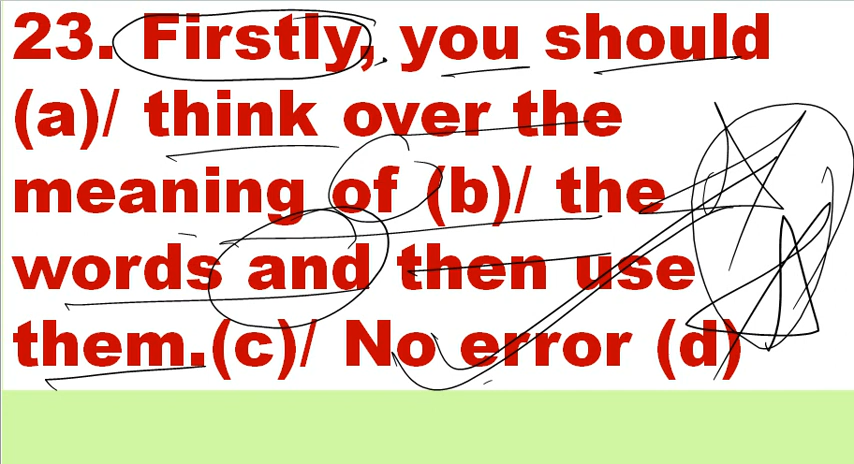 23. Firstly, you should
(a)/ think over the
meaning of (b)/ the
words and then use
them.(c)/ No error (d)